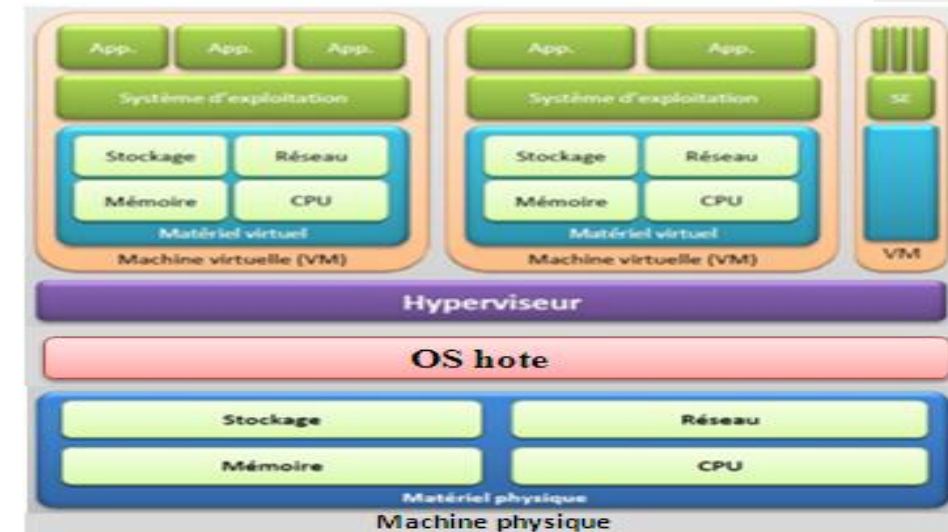 App. App. App.
Système d'exploitation
Stockage Réseau
Mémoire CPU
Matériel virtuel
Machine virtuelle (VM)
App. App.
Système d'exploitation
Stockage Réseau
Mémoire CPU
Matériel virtuel
Machine virtuelle (VM)
SE
VM
Hyperviseur
OS hote
Stockage Réseau
Mémoire CPU
Matériel physique
Machine physique